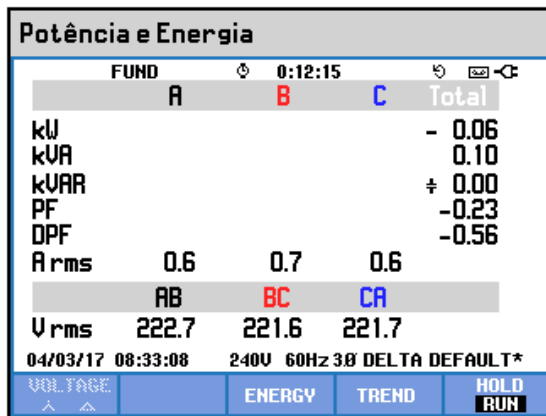 Potência e Energia
FUND 0:12:15
A B C Total
kW - 0.06
kVA 0.10
kVAR ÷ 0.00
PF -0.23
DPF -0.56
A rms 0.6 0.7 0.6
AB BC CA
V rms 222.7 221.6 221.7
04/03/17 08:33:08 240V 60Hz 3.0 DELTA DEFAULT*
VOLTAGE ENERGY TREND HOLD
RUN